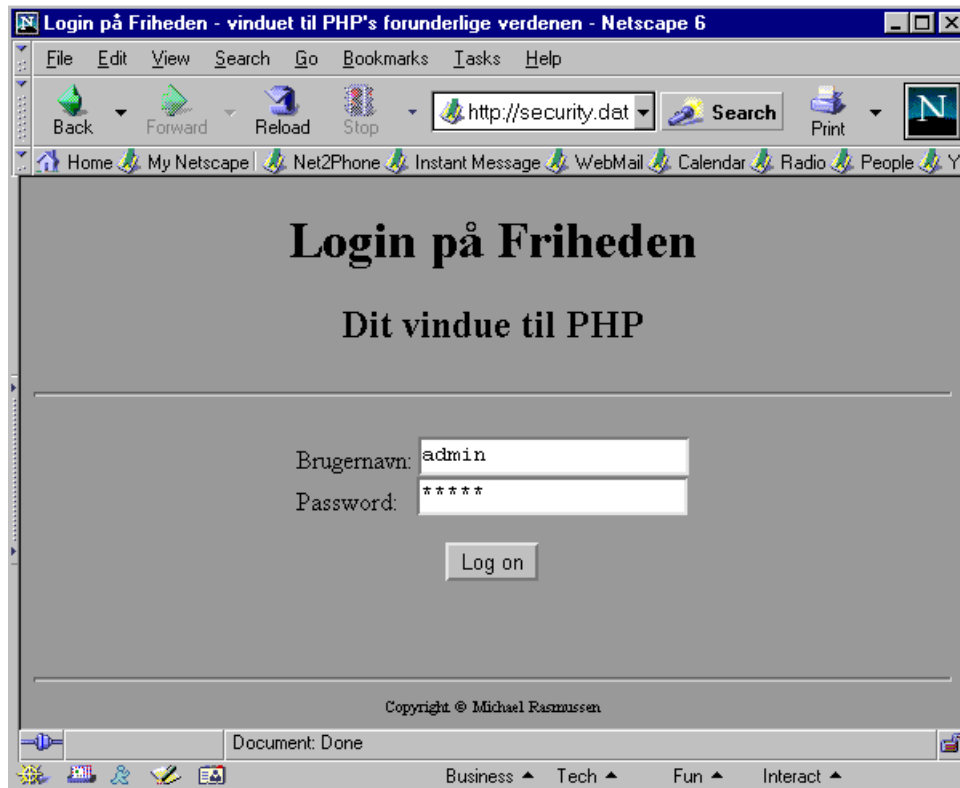 Login på Friheden - vinduet til PHP's forunderlige verdenen - Netscape 6
File Edit View Search Go Bookmarks Tasks Help
Back Forward Reload Stop http://security.dat Search Print N
Home My Netscape Net2Phone Instant Message WebMail Calendar Radio People Y
Login på Friheden
Dit vindue til PHP
Brugernavn: admin
Password: *****
Log on
Copyright © Michael Rasmussen
Document: Done
Business Tech Fun Interact